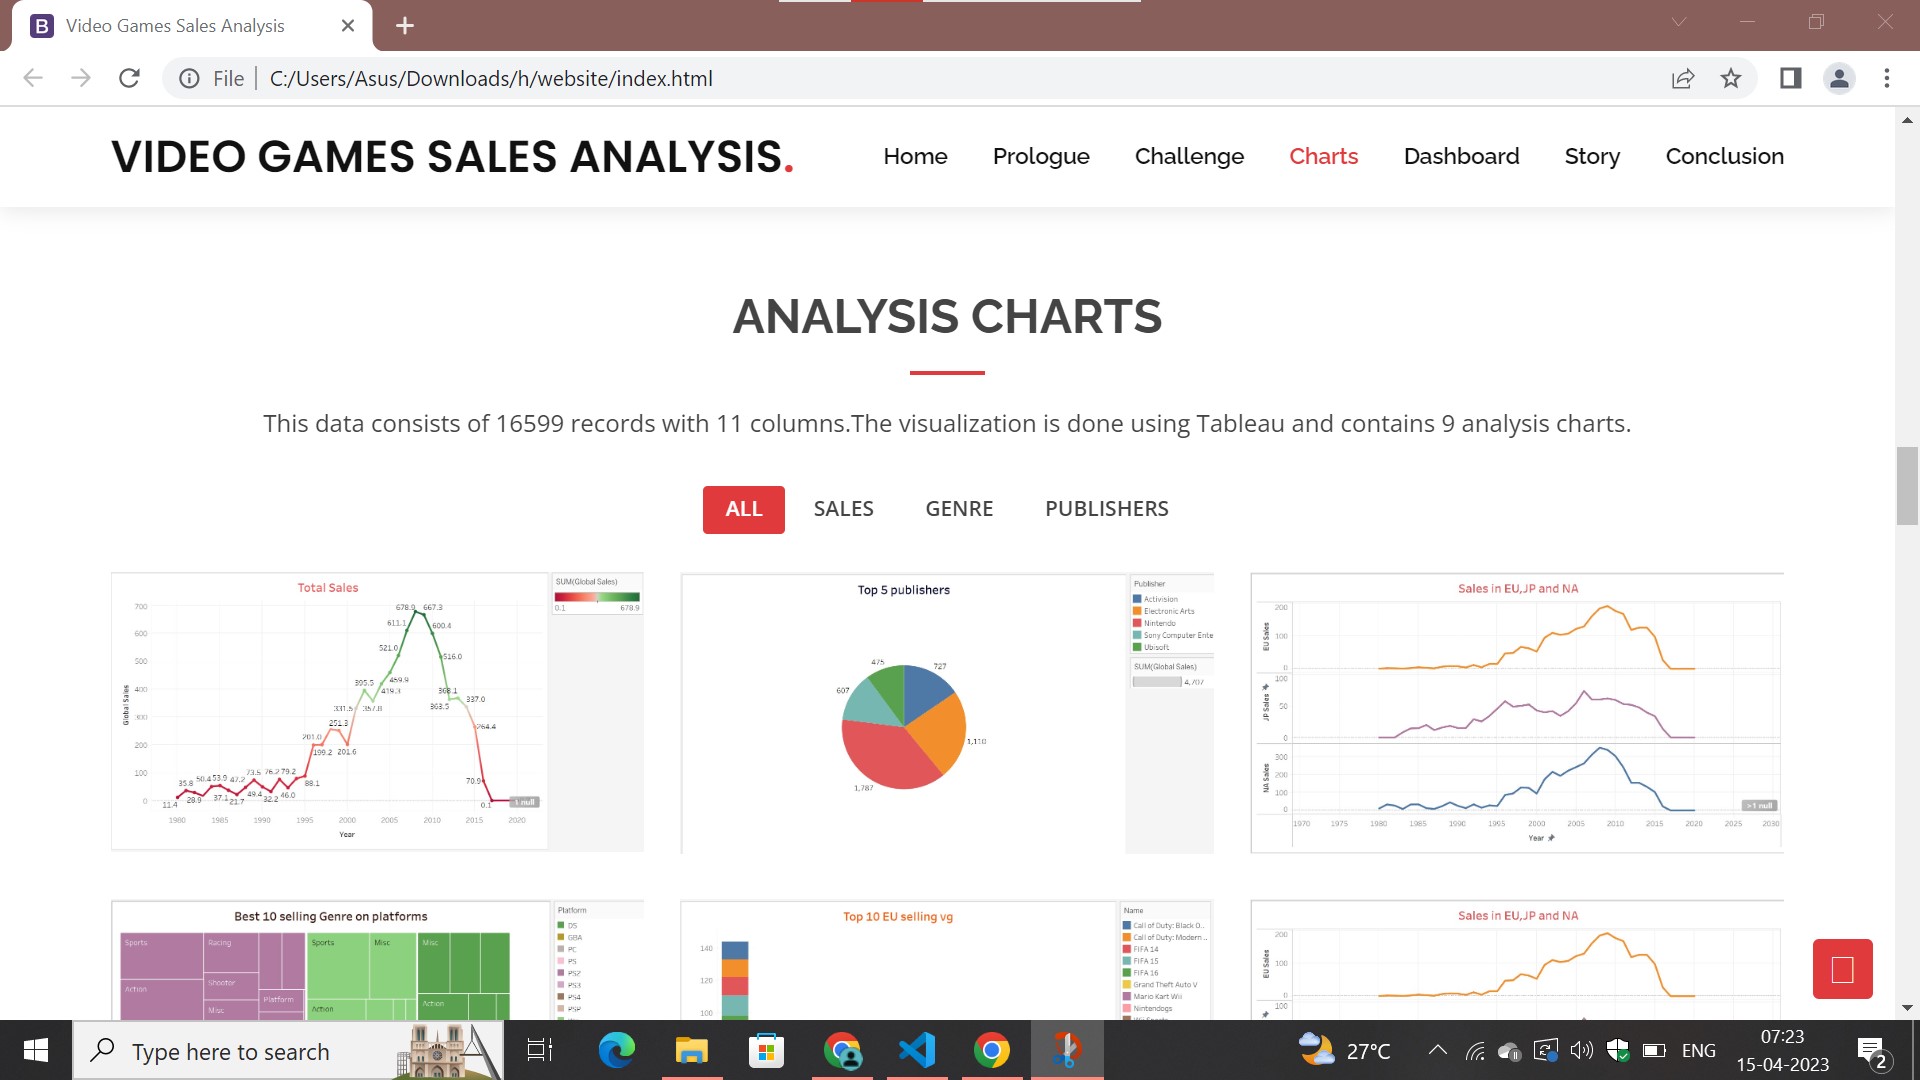 Video Games Sales Analysis
File
C:/Users/Asus/Downloads/h/website/index.html
VIDEO GAMES SALES ANALYSIS.
Home Prologue Challenge Charts Dashboard Story Conclusion
ANALYSIS CHARTS
This data consists of 16599 records with 11 columns.The visualization is done using Tableau and contains 9 analysis charts.
ALL SALES GENRE PUBLISHERS
Total Sales
SUM(Global Sales)
0.1 678.9
Global Sales
700
600
500
400
300
200
100
0
678.9 667.3
611.1 600.4
521.0 516.0
459.9
395.5 419.3 368.1
331.5 357.8 363.5 337.0
251.3 264.4
201.0
199.2 201.6
73.5 76.2 79.2 70.9
35.8 50.4 53.9 47.2 88.1
11.4 28.9 37.1 21.7 49.4 32.2 46.0 0.1
1 null
1980 1985 1990 1995 2000 2005 2010 2015 2020
Year
Top 5 publishers
475 727
607
1,110
1,787
Publisher
Activision
Electronic Arts
Nintendo
Sony Computer Ente
Ubisoft
SUM(Global Sales)
4,707
Sales in EU,JP and NA
EU Sales
200
100
0
JP Sales
100
50
0
NA Sales
300
200
100
0
>1 null
1970 1975 1980 1985 1990 1995 2000 2005 2010 2015 2020 2025 2030
Year
Best 10 selling Genre on platforms
Sports Racing Sports Misc Misc
Shooter
Action Platform Action Action
Misc
Platform
DS
GBA
PC
PS
PS2
PS3
PS4
PSP
Top 10 EU selling vg
140
120
100
Name
Call of Duty: Black O..
Call of Duty: Modern ..
FIFA 14
FIFA 15
FIFA 16
Grand Theft Auto V
Mario Kart Wii
Nintendogs
Sales in EU,JP and NA
EU Sales
200
100
0
100
Type here to search
27°C
ENG
07:23
15-04-2023
2